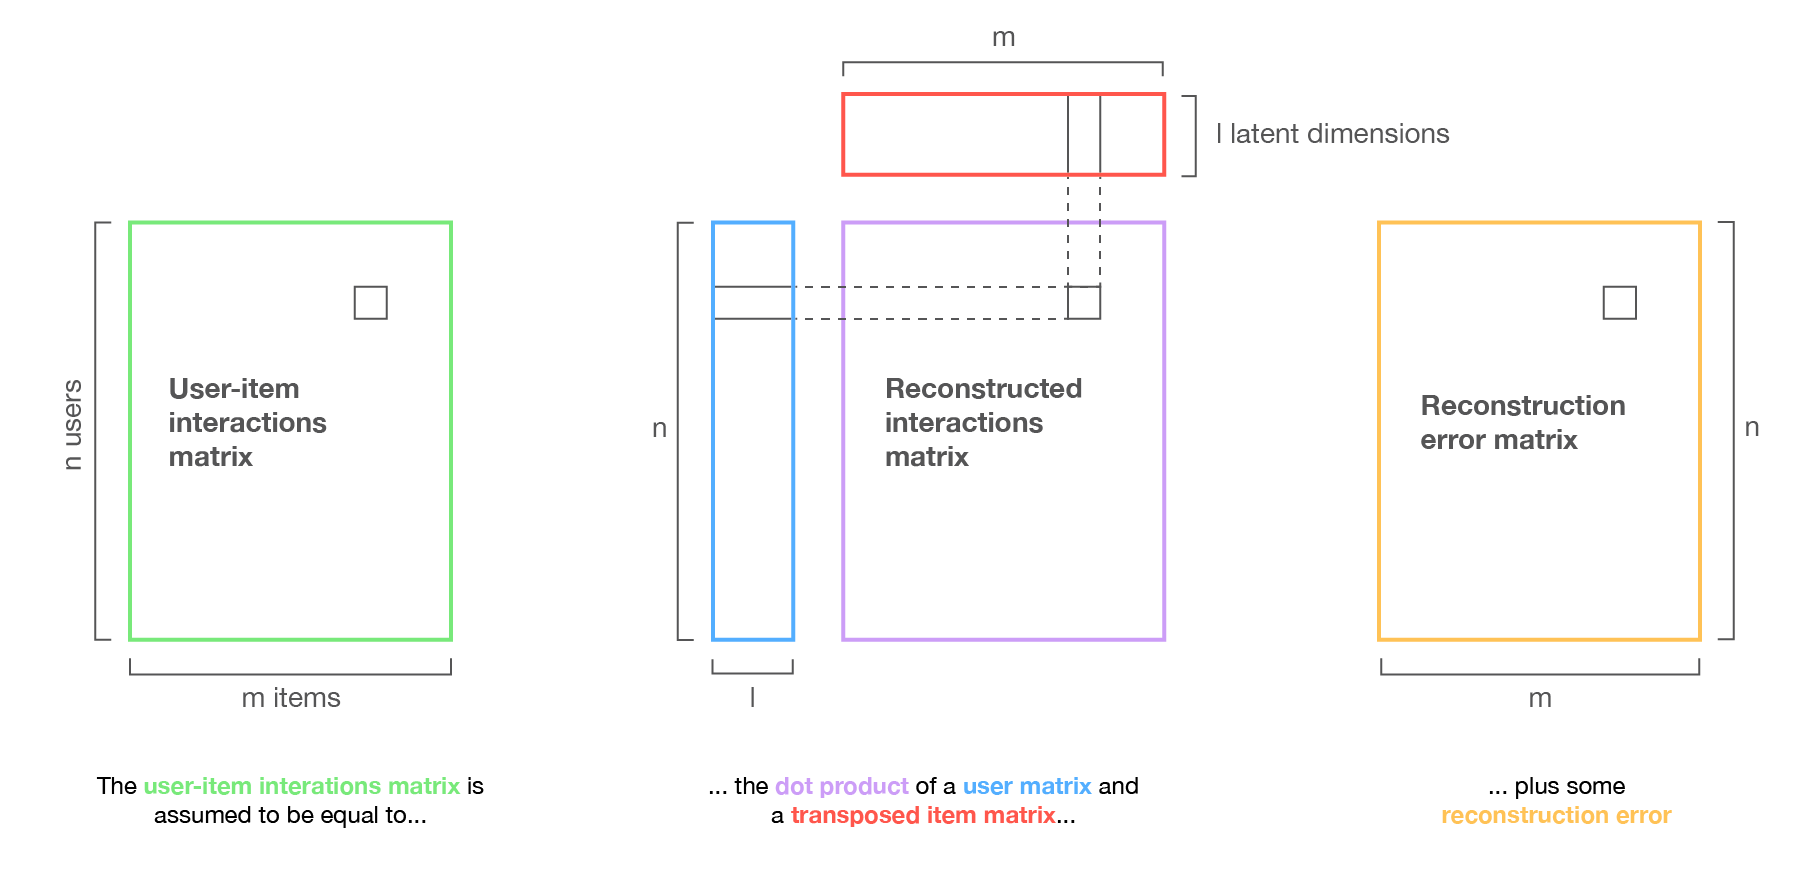 m
l latent dimensions
n users
User-item
interactions
matrix
m items
n
l
Reconstructed
interactions
matrix
Reconstruction
error matrix
n
m
The user-item interations matrix is
assumed to be equal to...
... the dot product of a user matrix and
a transposed item matrix...
... plus some
reconstruction error